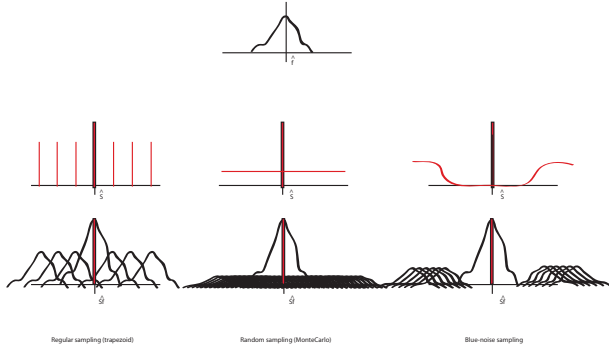 f̂
Ŝ
Ŝ
Ŝ
Ŝf
Ŝf
Ŝf
Regular sampling (trapezoid)
Random sampling (MonteCarlo)
Blue-noise sampling